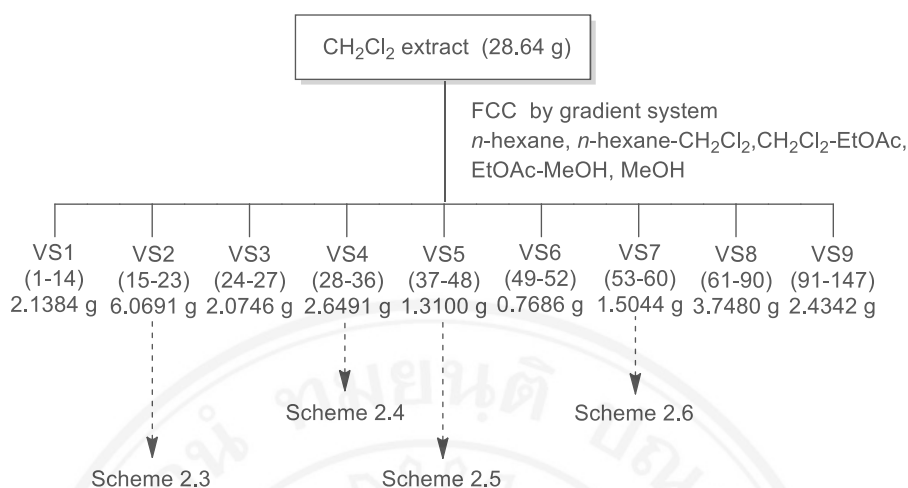 CH₂Cl₂ extract (28.64 g)
FCC by gradient system
n-hexane, n-hexane-CH₂Cl₂,CH₂Cl₂-EtOAc,
EtOAc-MeOH, MeOH
VS1 VS2 VS3 VS4 VS5 VS6 VS7 VS8 VS9
(1-14) (15-23) (24-27) (28-36) (37-48) (49-52) (53-60) (61-90) (91-147)
2.1384 g 6.0691 g 2.0746 g 2.6491 g 1.3100 g 0.7686 g 1.5044 g 3.7480 g 2.4342 g
Scheme 2.4 Scheme 2.6
Scheme 2.3 Scheme 2.5